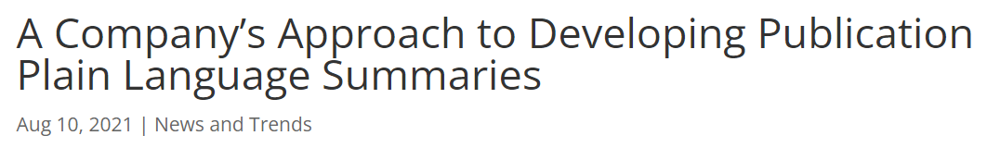 A Company’s Approach to Developing Publication
Plain Language Summaries
Aug 10, 2021 | News and Trends